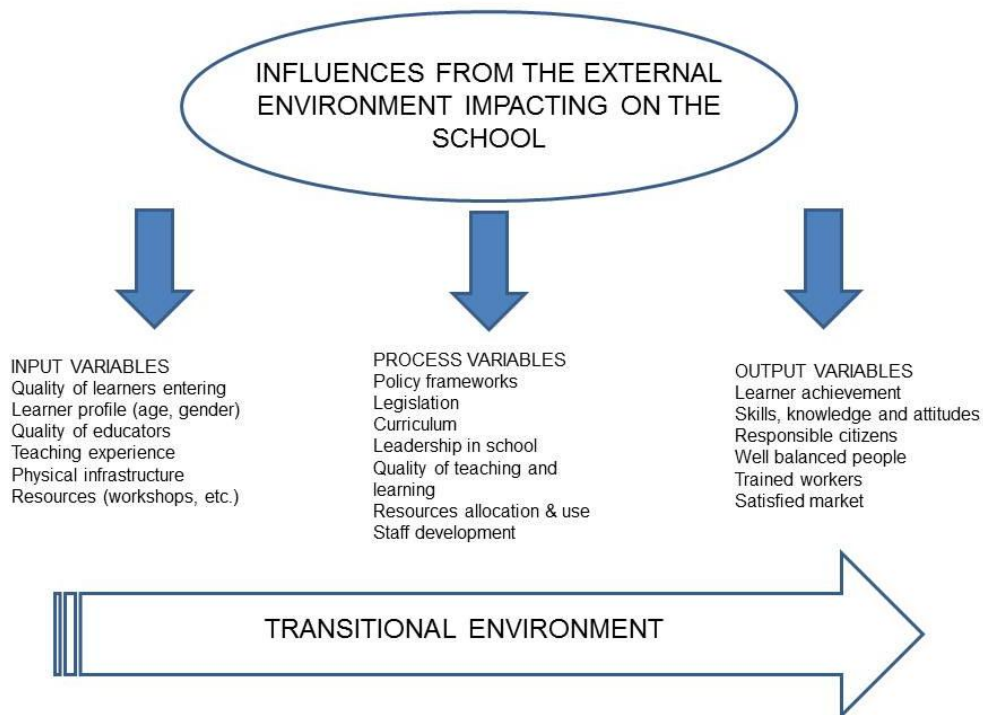 INFLUENCES FROM THE EXTERNAL
ENVIRONMENT IMPACTING ON THE
SCHOOL
INPUT VARIABLES
Quality of learners entering
Learner profile (age, gender)
Quality of educators
Teaching experience
Physical infrastructure
Resources (workshops, etc.)
PROCESS VARIABLES
Policy frameworks
Legislation
Curriculum
Leadership in school
Quality of teaching and
learning
Resources allocation & use
Staff development
OUTPUT VARIABLES
Learner achievement
Skills, knowledge and attitudes
Responsible citizens
Well balanced people
Trained workers
Satisfied market
TRANSITIONAL ENVIRONMENT